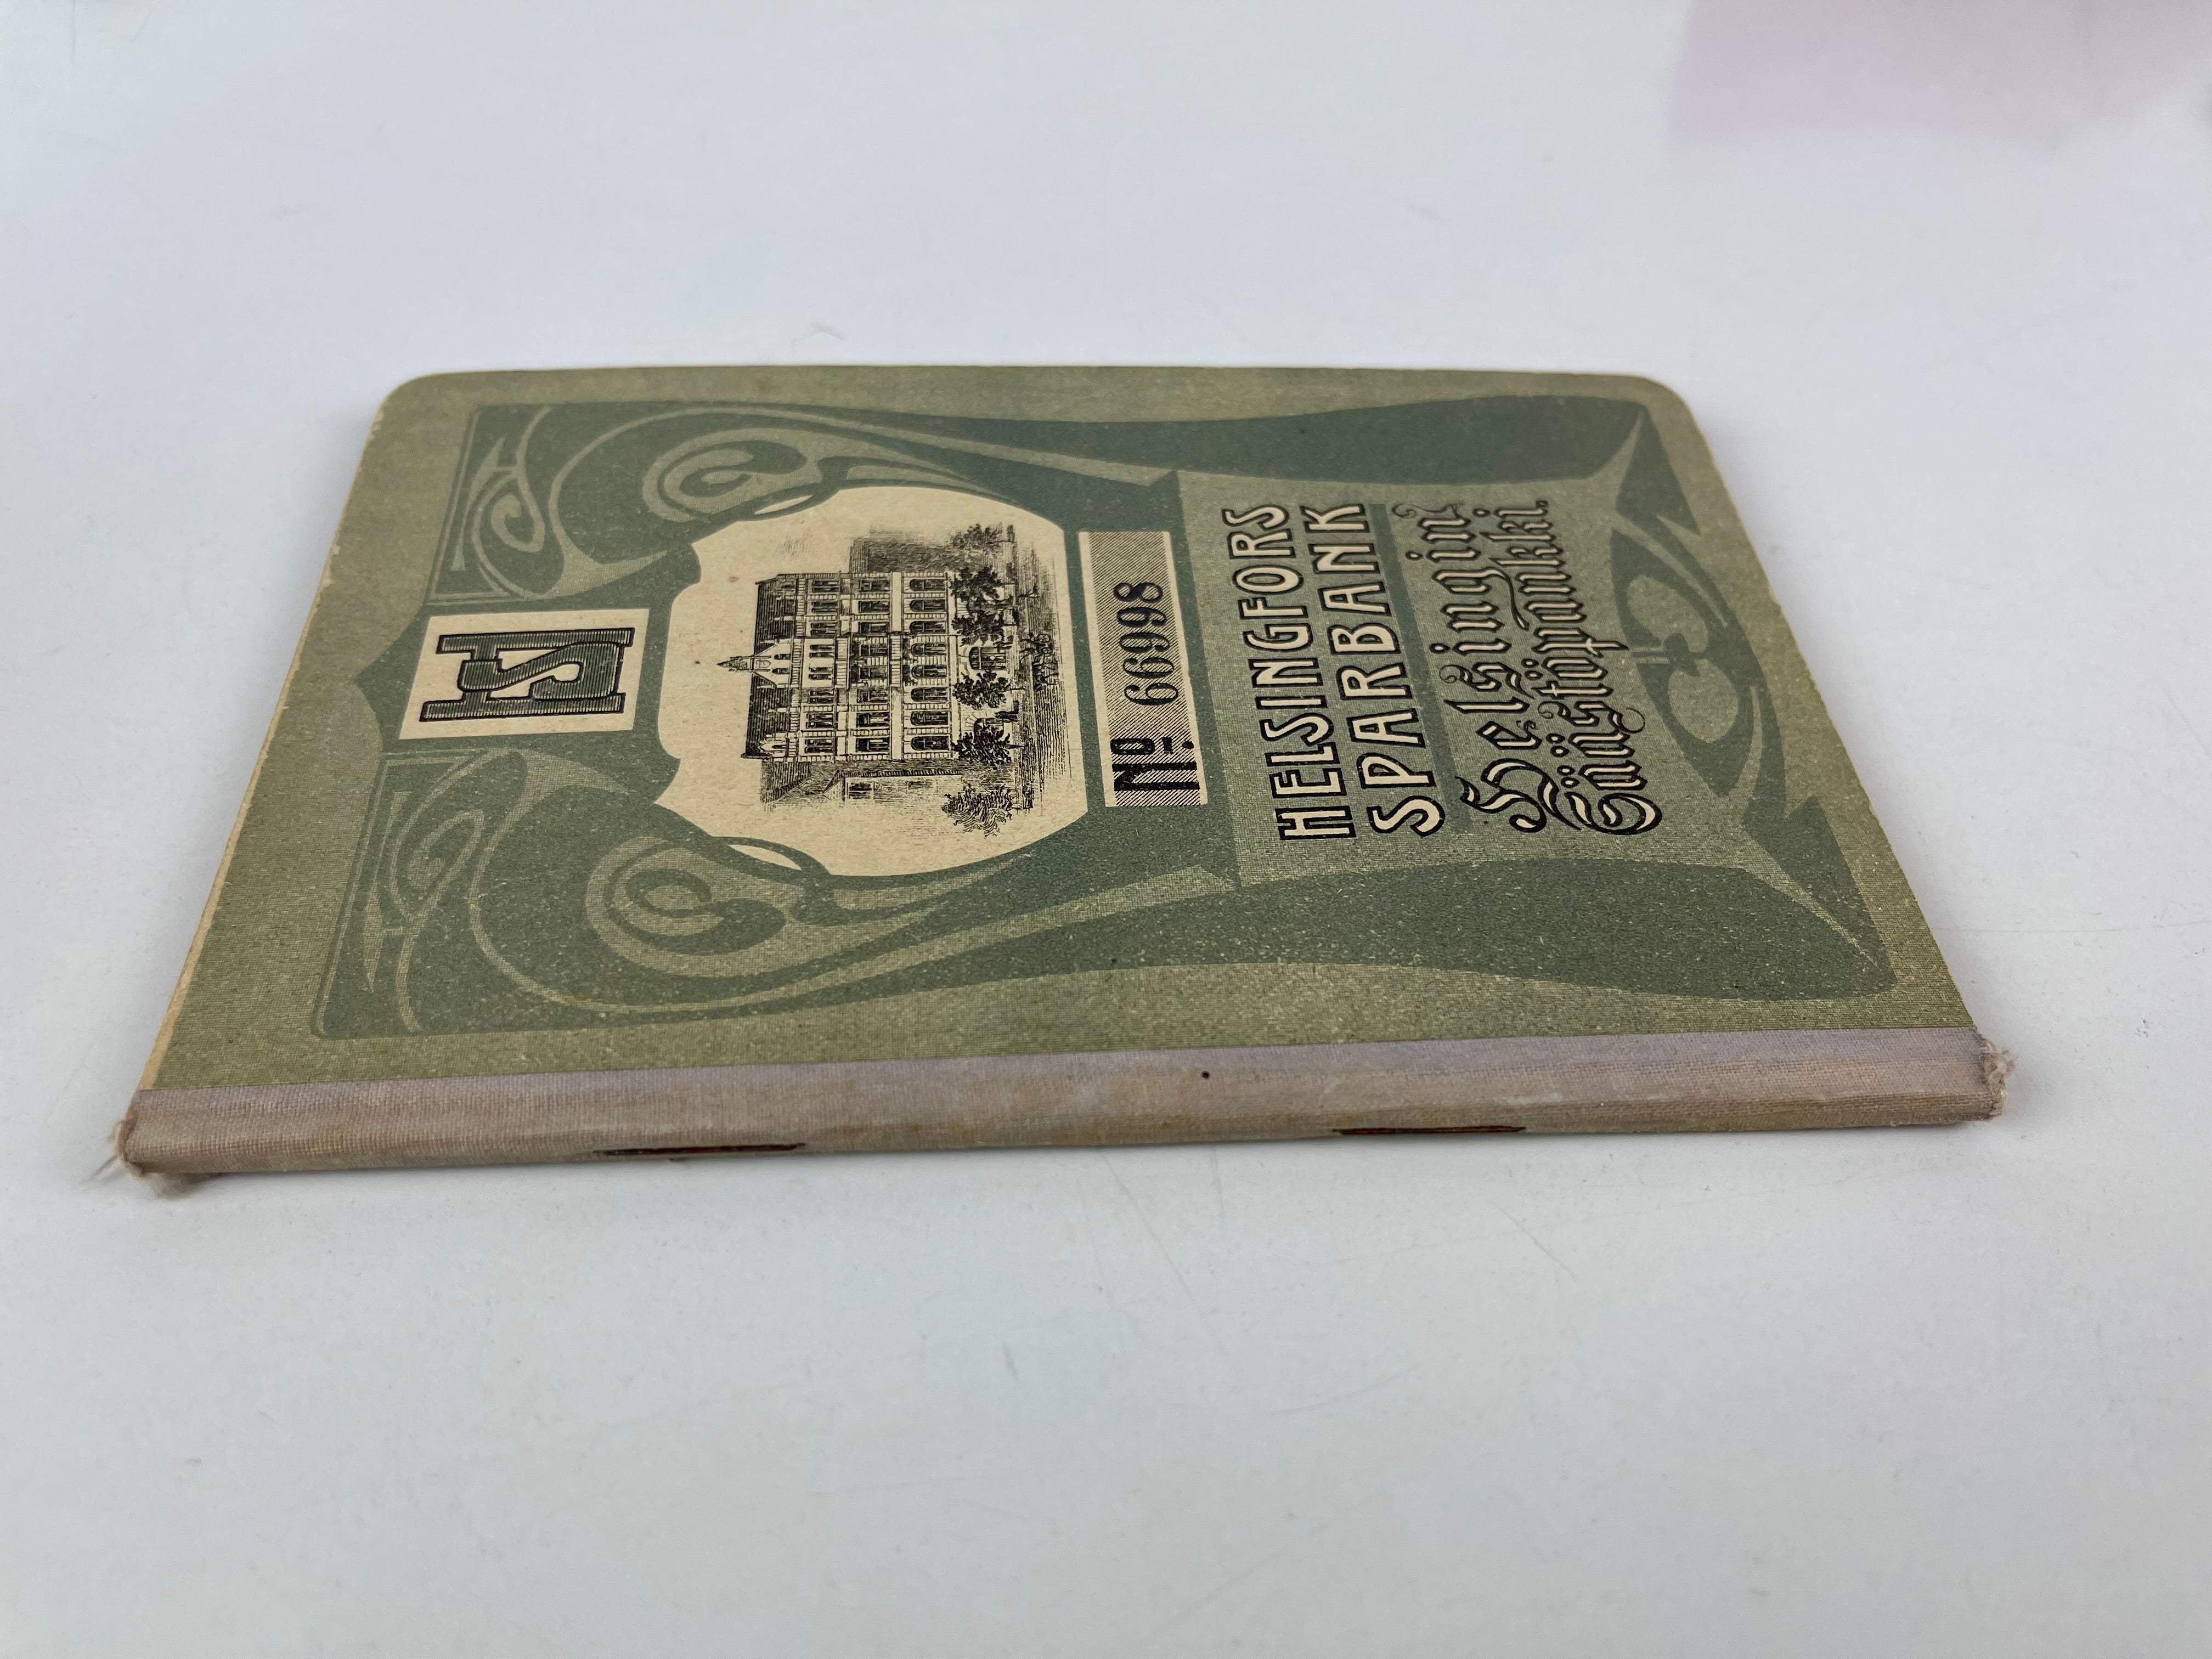 HS
No. 66998
HELSINGFORS
SPARBANK
Helsingin
Säästöpankki.